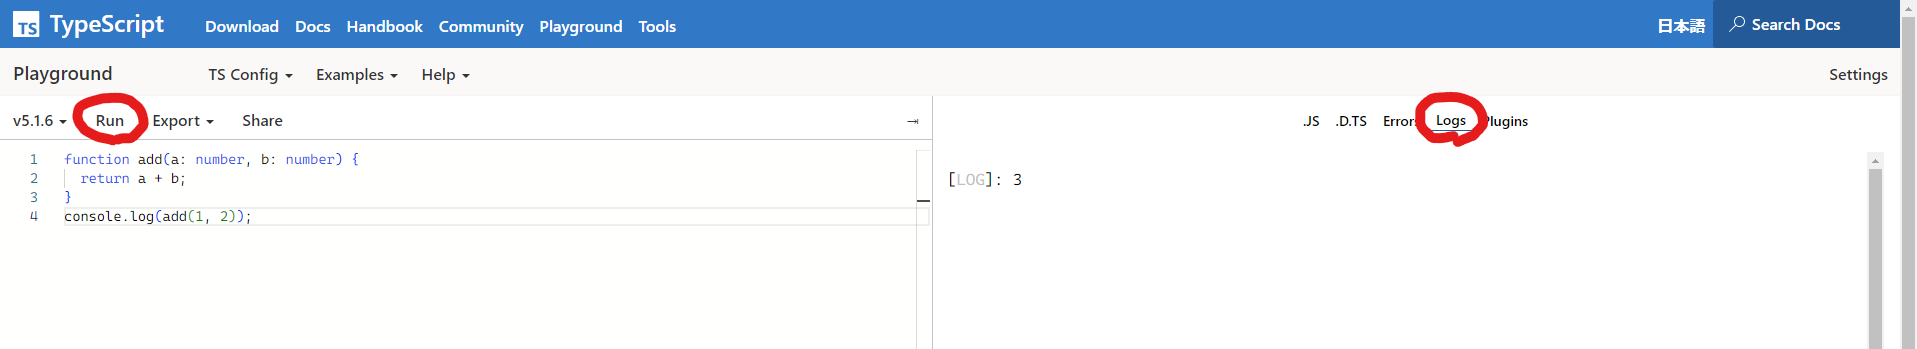 TS TypeScript Download Docs Handbook Community Playground Tools 日本語 Search Docs
Playground TS Config Examples Help Settings
v5.1.6 Run Export Share
.JS .D.TS Errors Logs Plugins
1 function add(a: number, b: number) {
2 return a + b;
3 }
4 console.log(add(1, 2));
[LOG]: 3